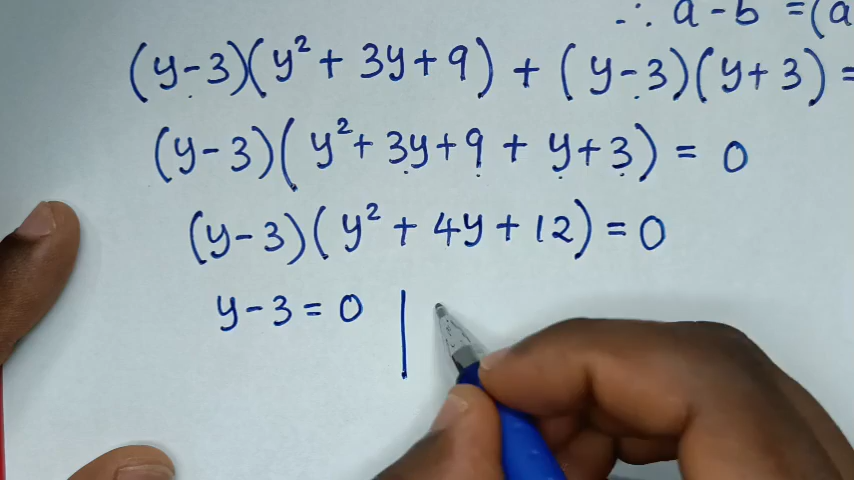 ∴ a - b = (a
(y-3)(y² + 3y + 9) + (y-3)(y+3) =
(y-3)(y² + 3y + 9 + y + 3) = 0
(y-3)(y² + 4y + 12) = 0
y - 3 = 0 |